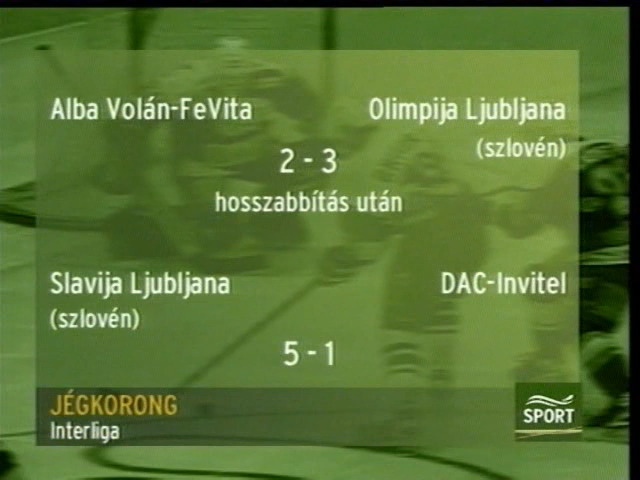 Alba Volán-FeVita
Olimpija Ljubljana
(szlovén)
2 - 3
hosszabbítás után
Slavija Ljubljana
DAC-Invitel
(szlovén)
5 - 1
JÉGKORONG
Interliga
SPORT